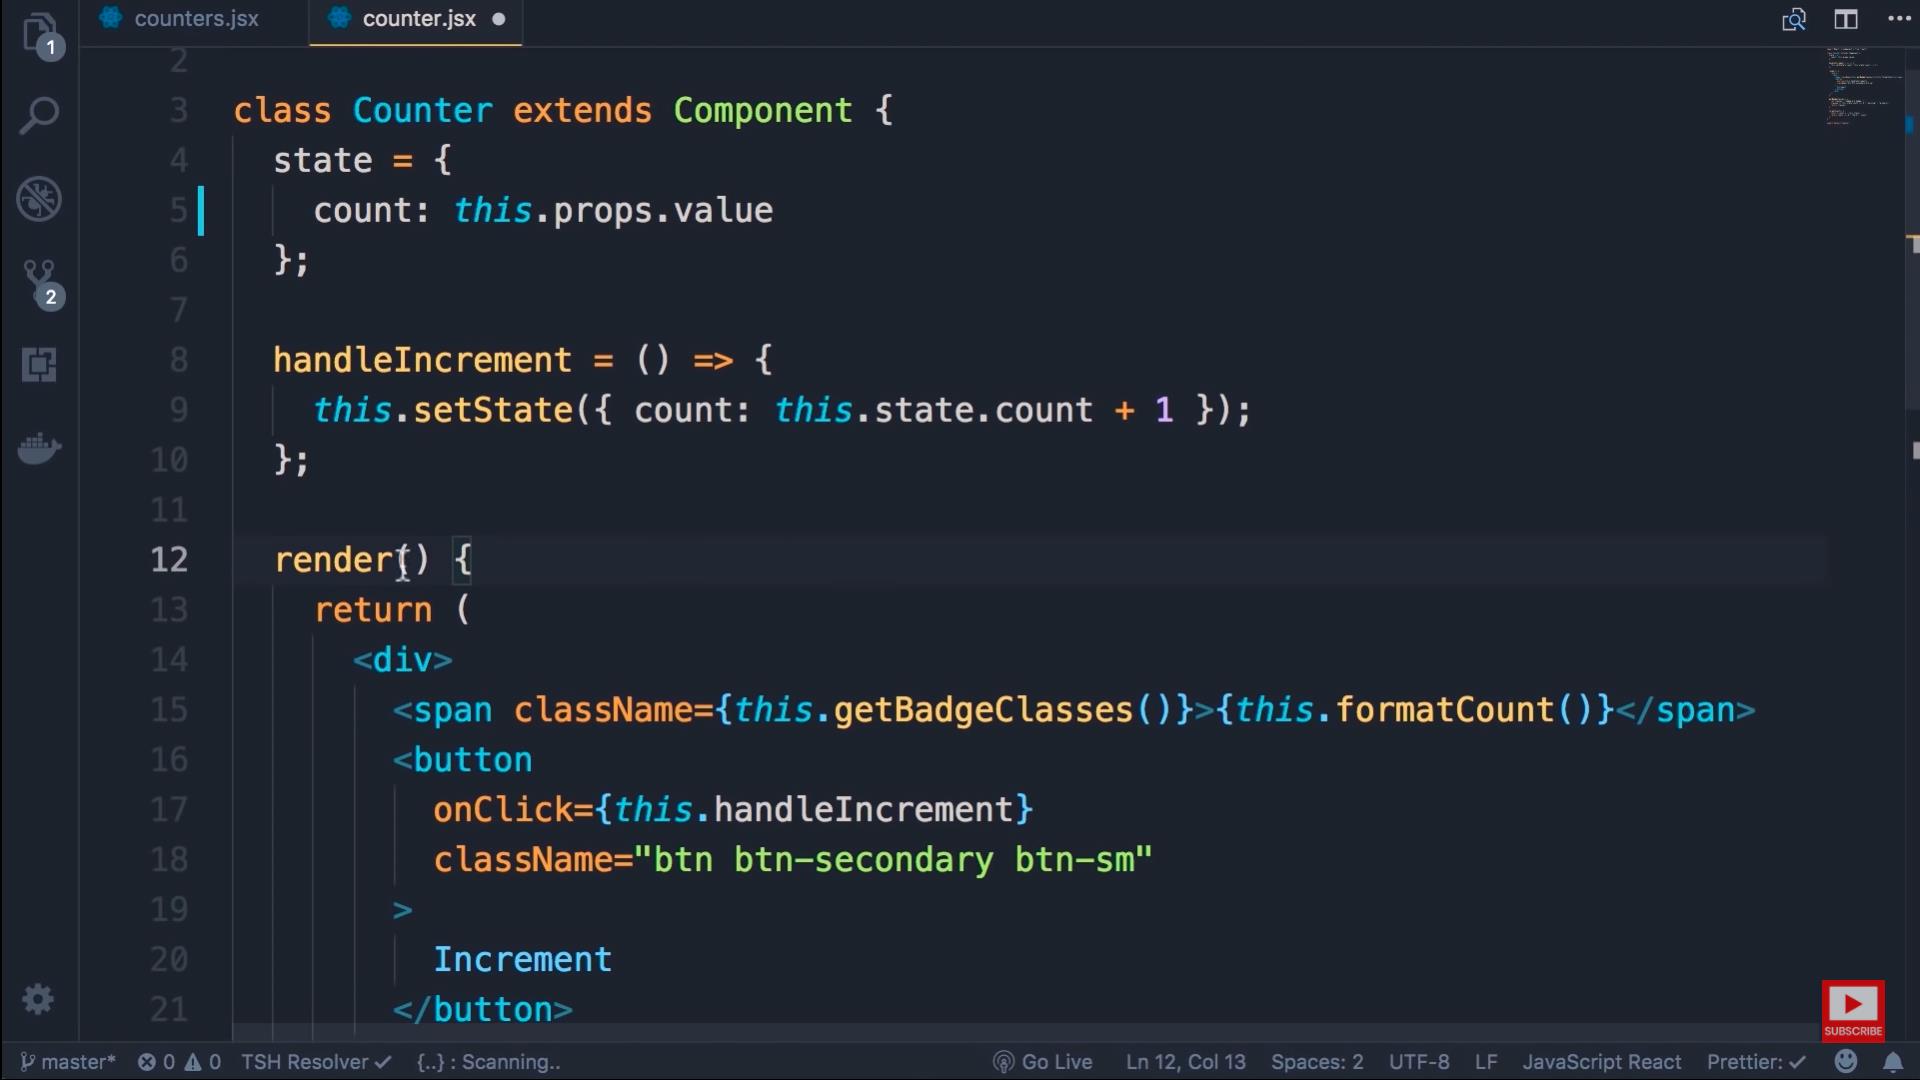 counters.jsx
counter.jsx
1
2
2
3 class Counter extends Component {
4 state = {
5 count: this.props.value
6 };
7
8 handleIncrement = () => {
9 this.setState({ count: this.state.count + 1 });
10 };
11
12 render() {
13 return (
14 <div>
15 <span className={this.getBadgeClasses()}>{this.formatCount()}</span>
16 <button
17 onClick={this.handleIncrement}
18 className="btn btn-secondary btn-sm"
19 >
20 Increment
21 </button>
SUBSCRIBE
master* 0 0 TSH Resolver ✓ {..} : Scanning.. Go Live Ln 12, Col 13 Spaces: 2 UTF-8 LF JavaScript React Prettier: ✓